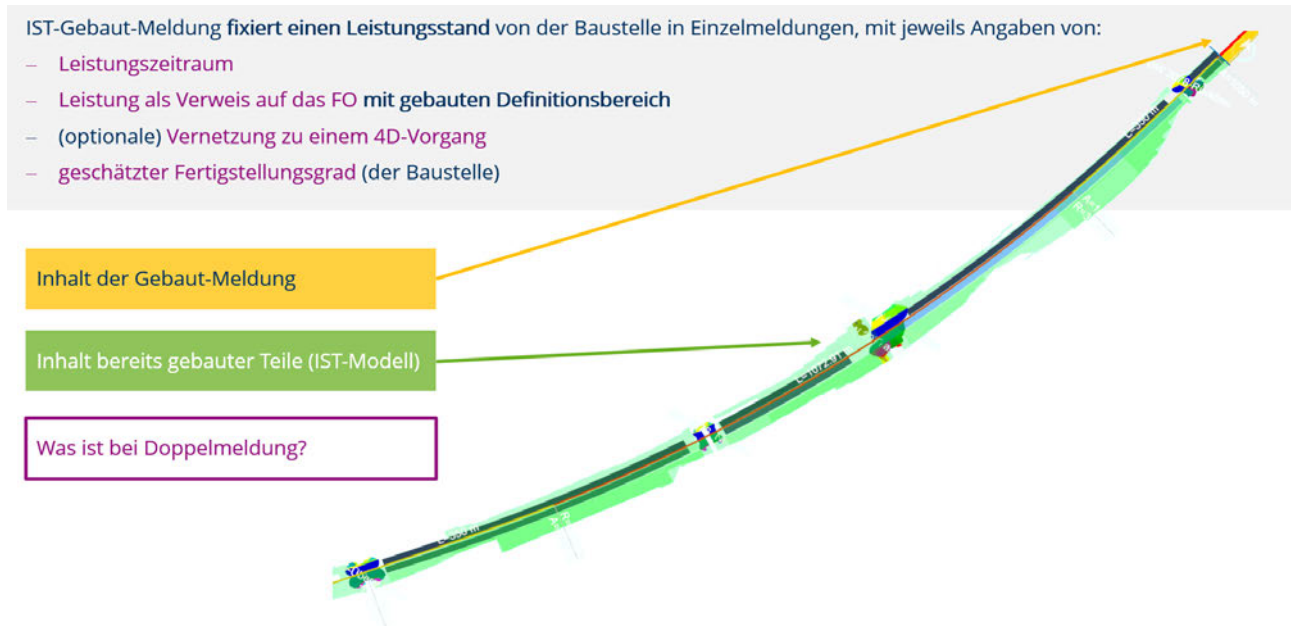 IST-Gebaut-Meldung fixiert einen Leistungsstand von der Baustelle in Einzelmeldungen, mit jeweils Angaben von:
– Leistungszeitraum
– Leistung als Verweis auf das FO mit gebauten Definitionsbereich
– (optionale) Vernetzung zu einem 4D-Vorgang
– geschätzter Fertigstellungsgrad (der Baustelle)
Inhalt der Gebaut-Meldung
Inhalt bereits gebauter Teile (IST-Modell)
Was ist bei Doppelmeldung?